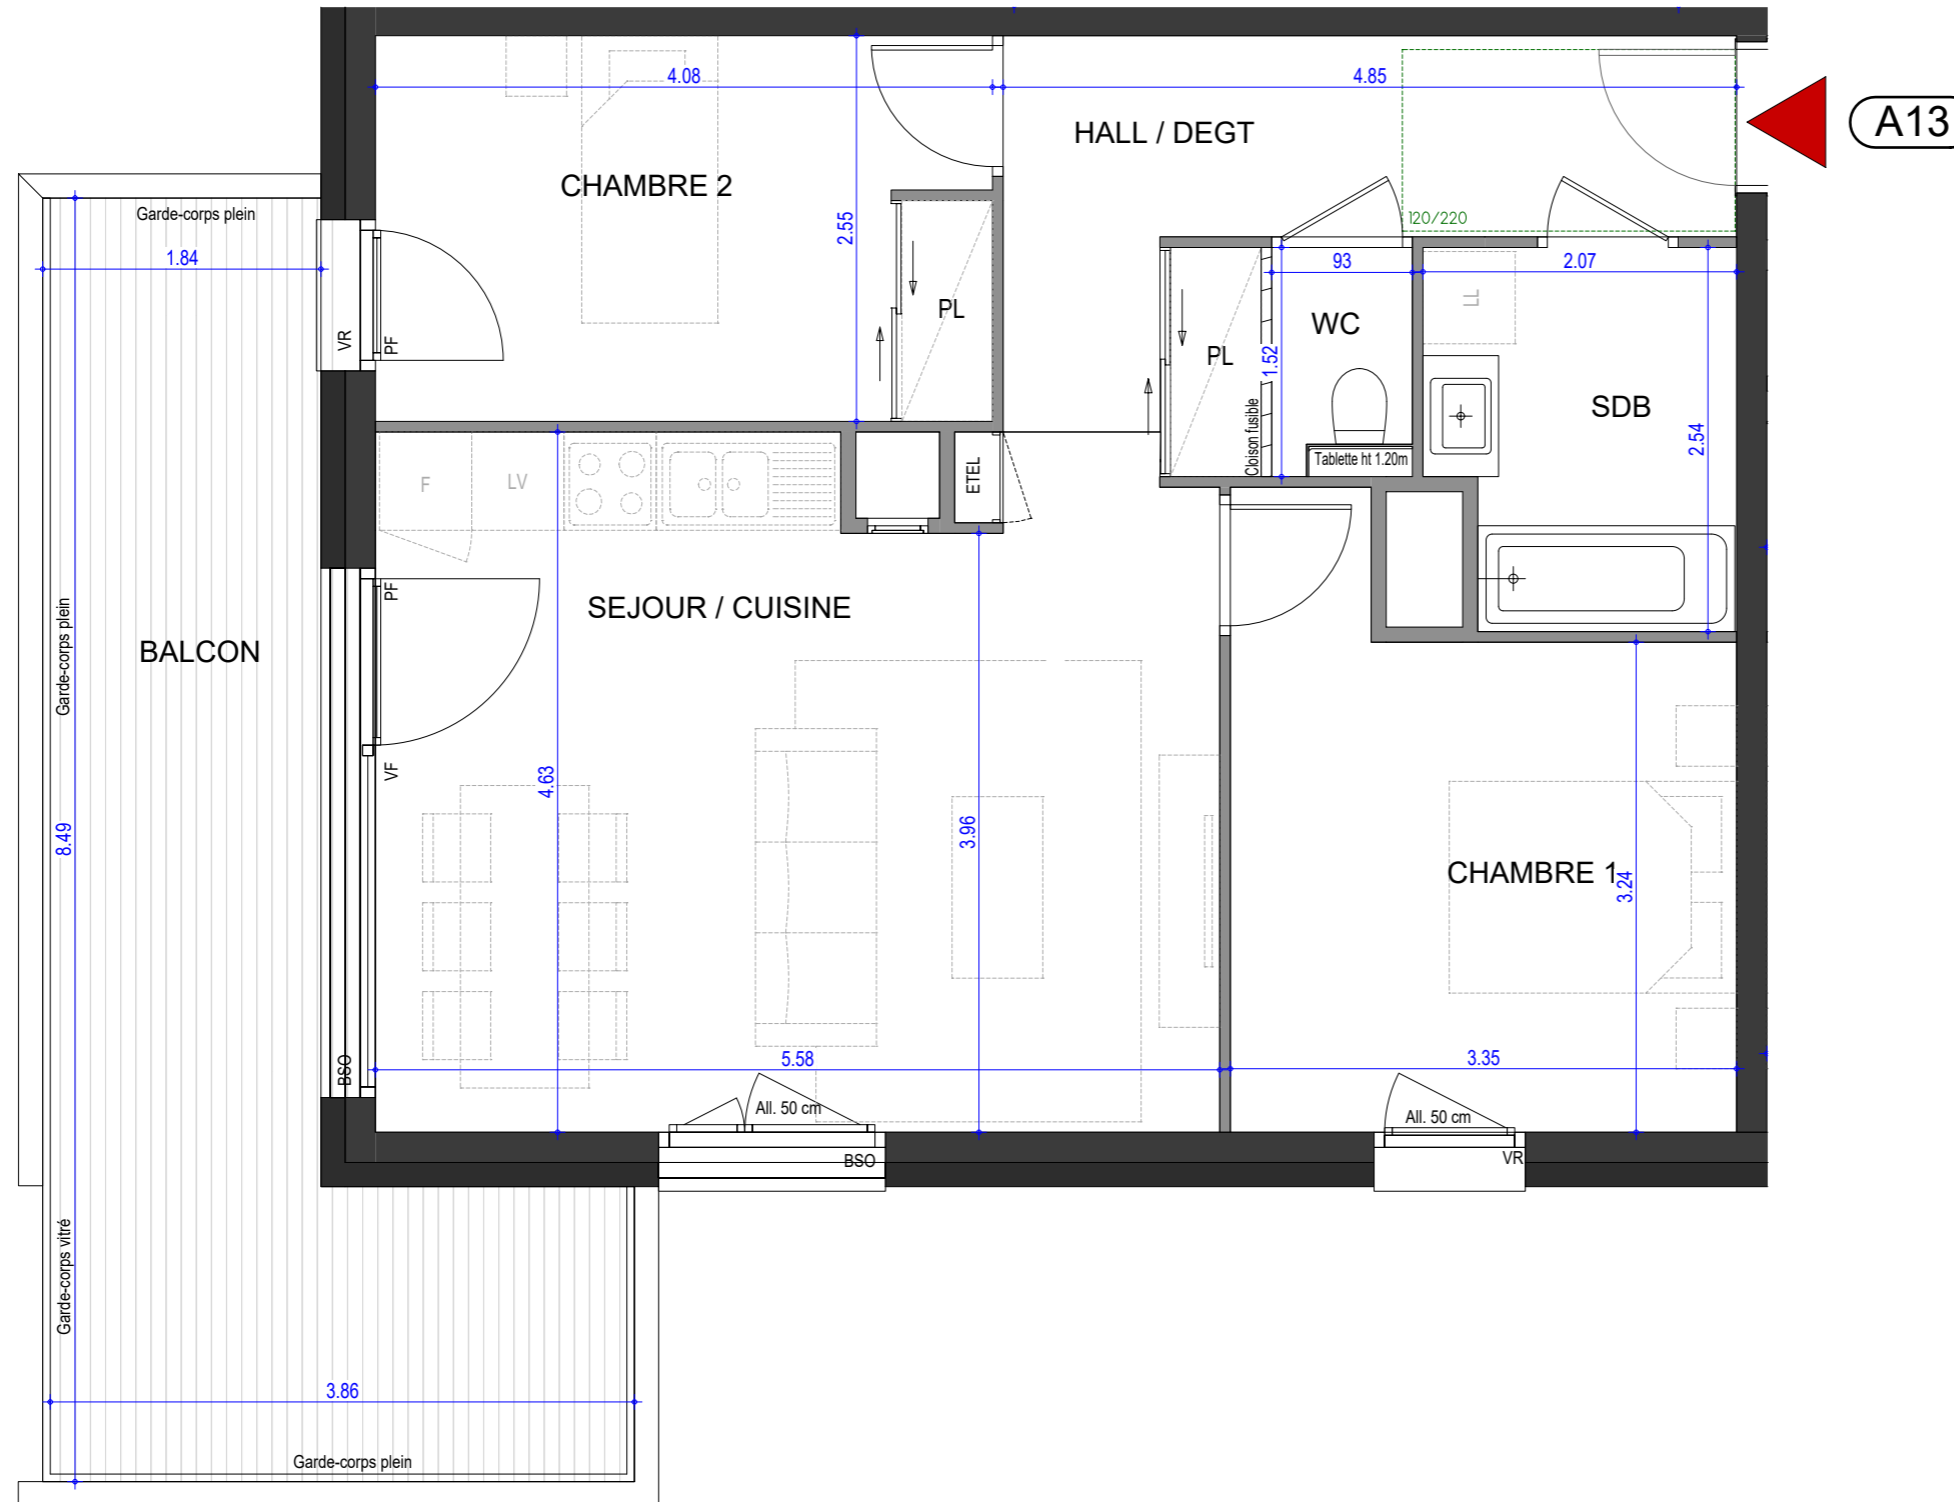 4.08
4.85
A13
HALL / DEGT
CHAMBRE 2
Garde-corps plein
120/220
2.55
1.84
93
2.07
LL
PL
WC
VR
PF
PL
1.52
SDB
Cloison fusible
Tablette ht 1.20m
2.54
F
LV
ETEL
PF
SEJOUR / CUISINE
Garde-corps plein
BALCON
VF
4.63
8.49
3.96
CHAMBRE 1
3.24
5.58
3.35
BSO
All. 50 cm
All. 50 cm
BSO
VR
Garde-corps vitré
3.86
Garde-corps plein